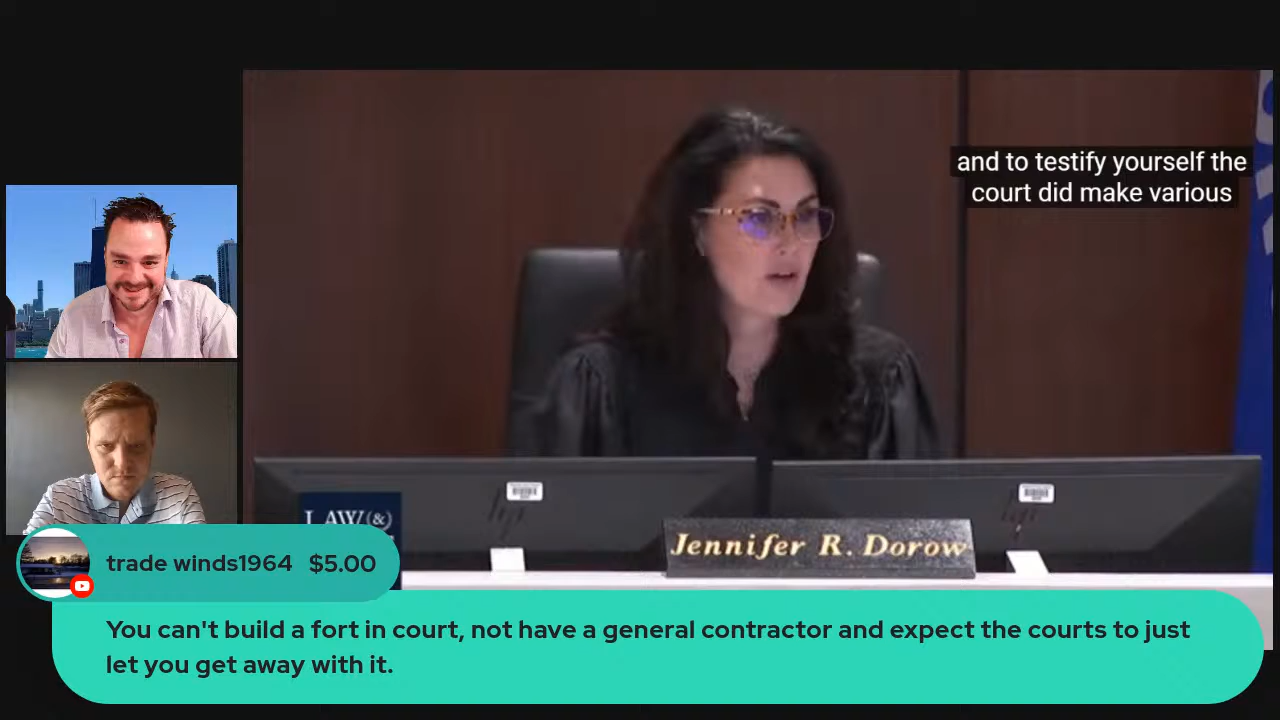 and to testify yourself the
court did make various
LAW(&)
Jennifer R. Dorow
trade winds1964 $5.00
You can't build a fort in court, not have a general contractor and expect the courts to just
let you get away with it.